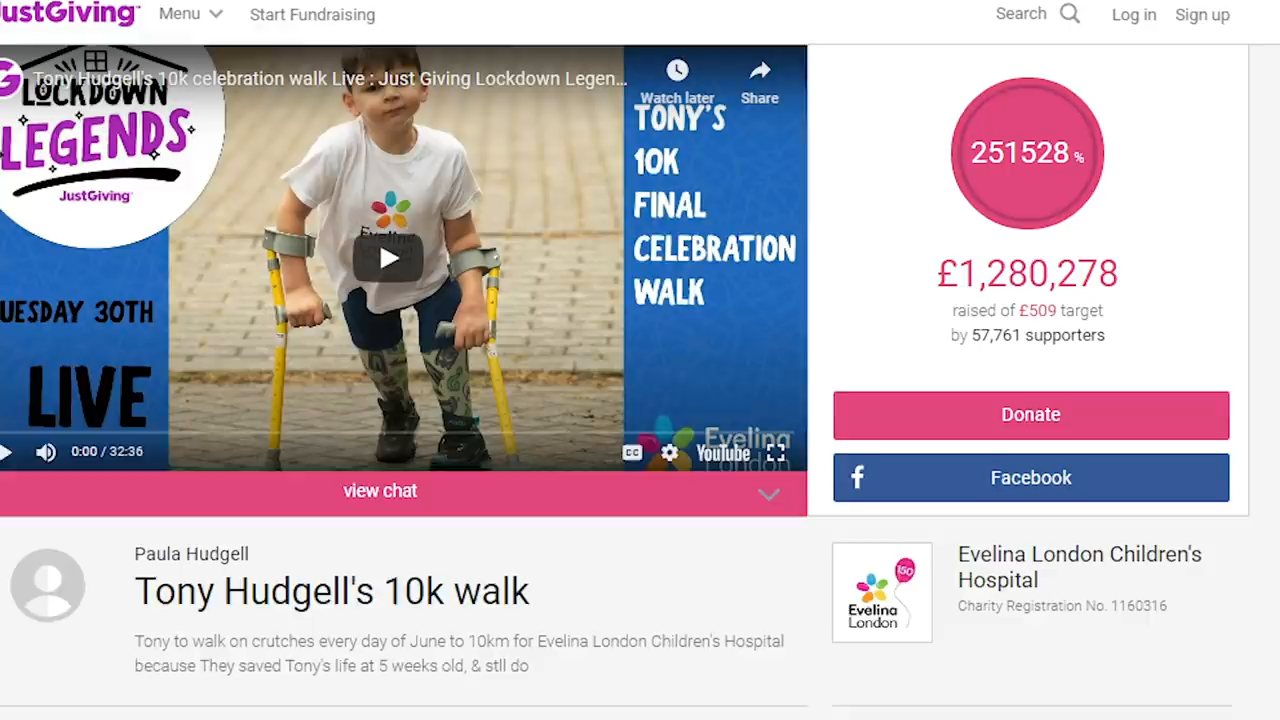 JustGiving
Menu
Start Fundraising
Search
Log in
Sign up
Tony Hudgell's 10k celebration walk Live : Just Giving Lockdown Legen...
Watch later
Share
LOCKDOWN
LEGENDS
JustGiving
TONY'S
10K
FINAL
CELEBRATION
WALK
Evelina
UESDAY 30TH
LIVE
0:00 / 32:36
CC
YouTube
Evelina
London
view chat
251528 %
£1,280,278
raised of £509 target
by 57,761 supporters
Donate
f
Facebook
Paula Hudgell
Tony Hudgell's 10k walk
Tony to walk on crutches every day of June to 10km for Evelina London Children's Hospital
because They saved Tony's life at 5 weeks old, & stll do
150
Evelina
London
Evelina London Children's
Hospital
Charity Registration No. 1160316